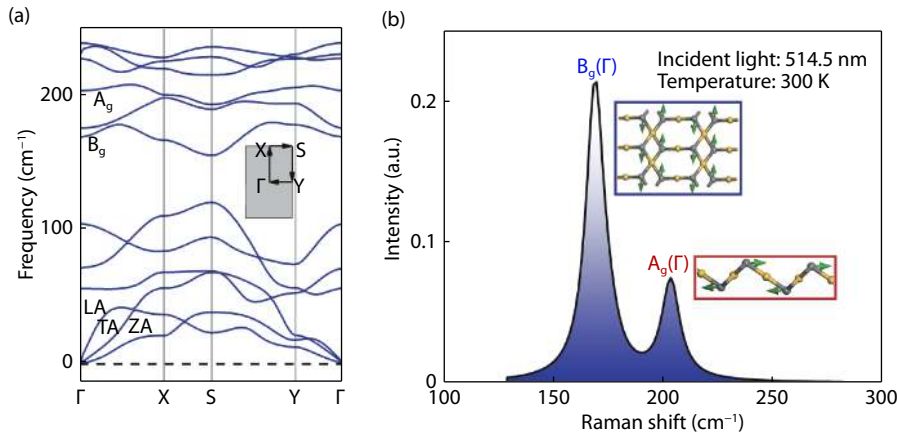 (a)
Frequency (cm⁻¹)
200
100
0
A_g
B_g
LA
TA
ZA
X
S
Γ
Y
Γ
X
S
Y
Γ
(b)
Intensity (a.u.)
0.2
0.1
0
B_g(Γ)
Incident light: 514.5 nm
Temperature: 300 K
A_g(Γ)
100
150
200
250
300
Raman shift (cm⁻¹)